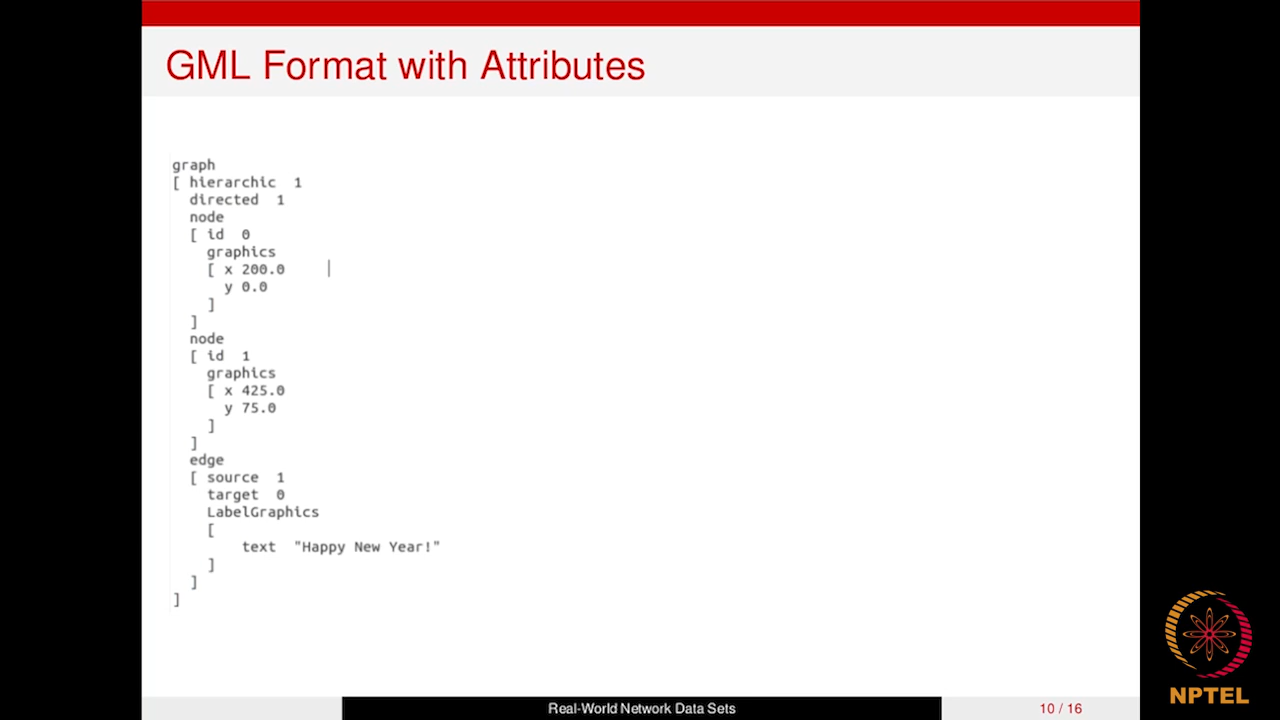 GML Format with Attributes
graph
[ hierarchic 1
directed 1
node
[ id 0
graphics
[ x 200.0
y 0.0
]
]
node
[ id 1
graphics
[ x 425.0
y 75.0
]
]
edge
[ source 1
target 0
LabelGraphics
[
text "Happy New Year!"
]
]
]
Real-World Network Data Sets
10 / 16
NPTEL